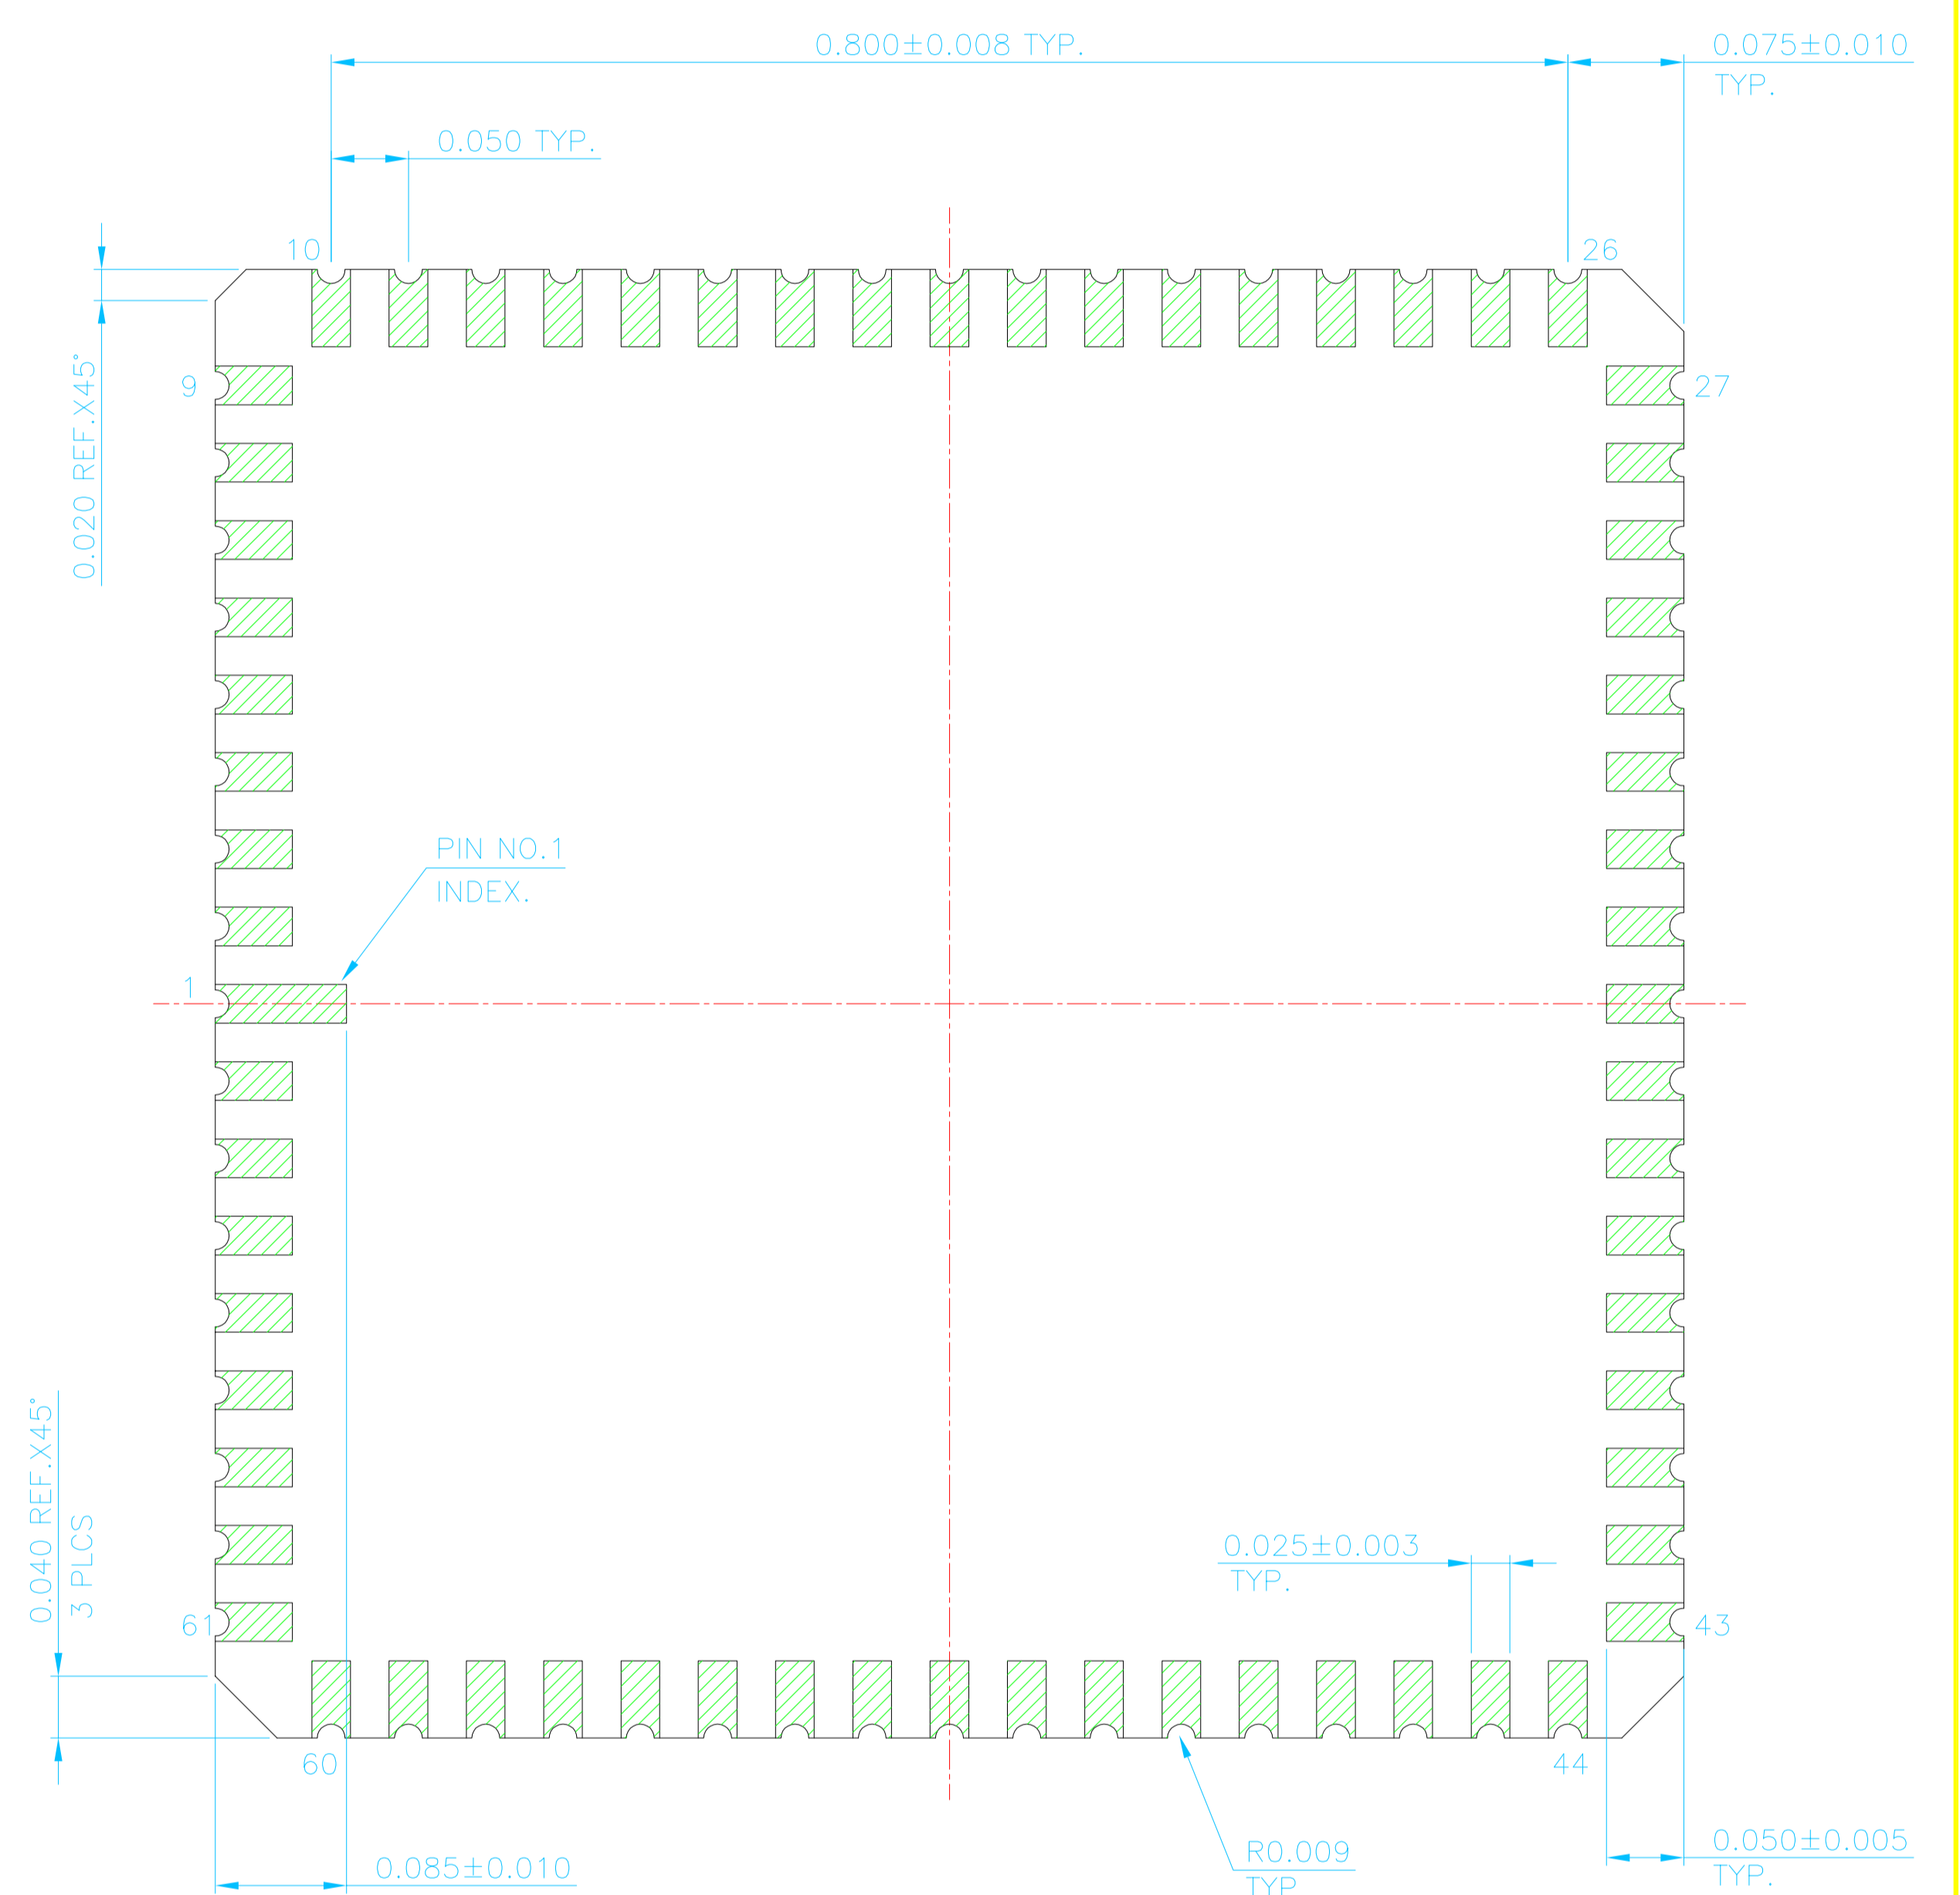 0.800±0.008 TYP.
0.075±0.010
TYP.
0.050 TYP.
10
26
0.020 REF.X45°
9
27
PIN NO.1
INDEX.
1
0.040 REF.X45°
3 PLCS
0.025±0.003
TYP.
61
43
60
44
0.085±0.010
R0.009
TYP
0.050±0.005
TYP.